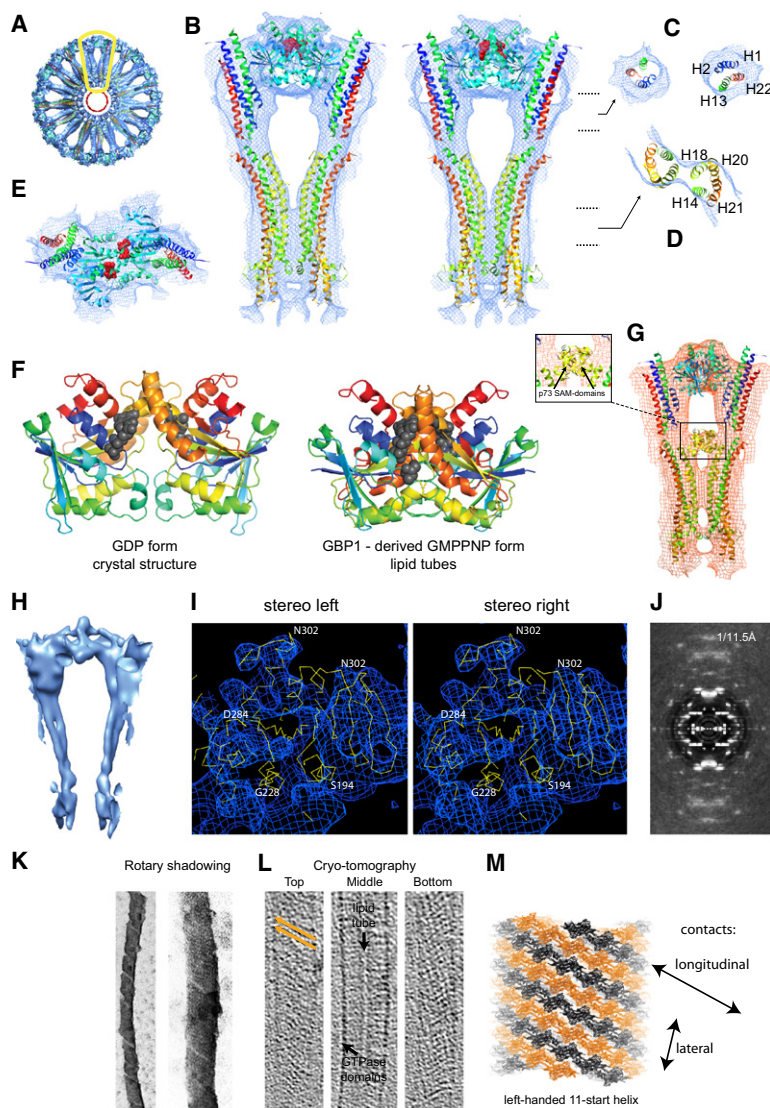 A
B
C
H1
H2
H22
H13
H18
H20
H14
H21
D
E
F
G
p73 SAM-domains
GDP form
crystal structure
GBP1 - derived GMPPNP form
lipid tubes
H
I
stereo left
stereo right
J
N302
N302
D284
G228
S194
N302
N302
D284
G228
S194
1/11.5Å
K
Rotary shadowing
L
Cryo-tomography
Top
Middle
Bottom
lipid
tube
GTPase
domains
M
contacts:
longitudinal
lateral
left-handed 11-start helix